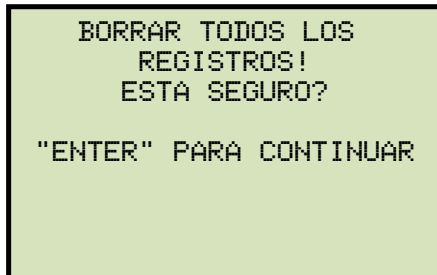 BORRAR TODOS LOS
REGISTROS!
ESTA SEGURO?
"ENTER" PARA CONTINUAR